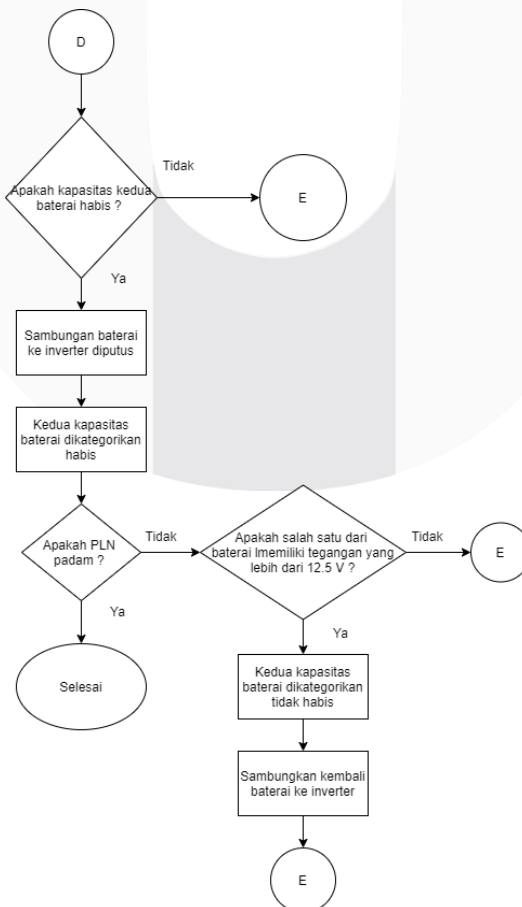 D
Apakah kapasitas kedua
baterai habis ?
Tidak
E
Ya
Sambungan baterai
ke inverter diputus
Kedua kapasitas
baterai dikategorikan
habis
Apakah PLN
padam ?
Tidak
Apakah salah satu dari
baterai lmemiliki tegangan yang
lebih dari 12.5 V ?
Tidak
E
Ya
Selesai
Ya
Kedua kapasitas
baterai dikategorikan
tidak habis
Sambungkan kembali
baterai ke inverter
E